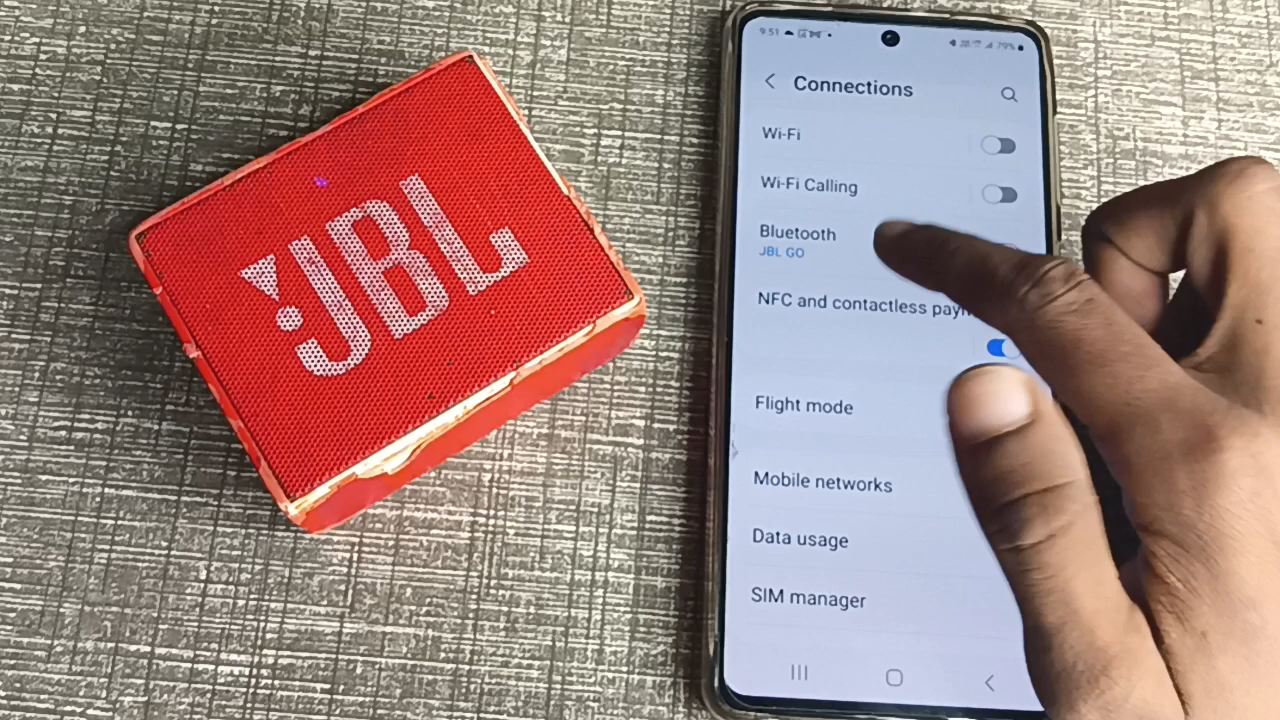 JBL
9:51
79%
Connections
Wi-Fi
Wi-Fi Calling
Bluetooth
JBL GO
NFC and contactless
Flight mode
Mobile networks
Data usage
SIM manager